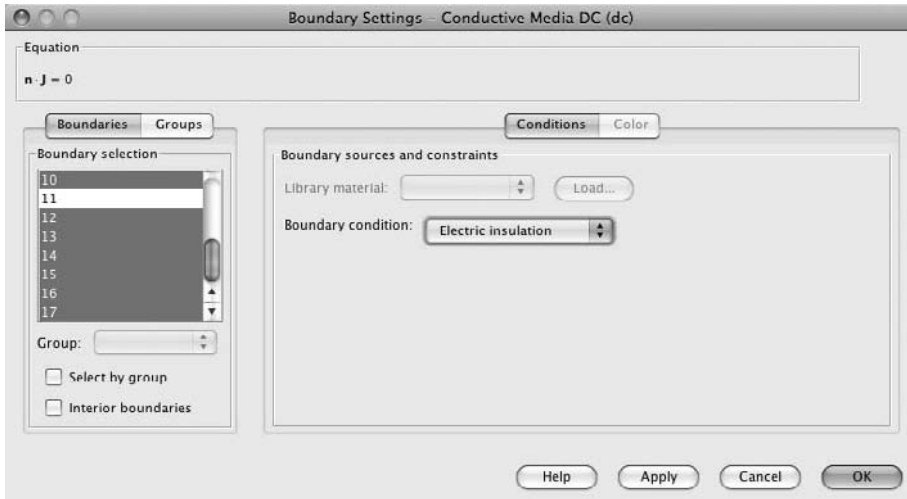 Boundary Settings – Conductive Media DC (dc)
Equation
n · J = 0
Boundaries Groups
Conditions Color
Boundary selection
10
11
12
13
14
15
16
17
Group:
Select by group
Interior boundaries
Boundary sources and constraints
Library material: Load...
Boundary condition: Electric insulation
Help Apply Cancel OK